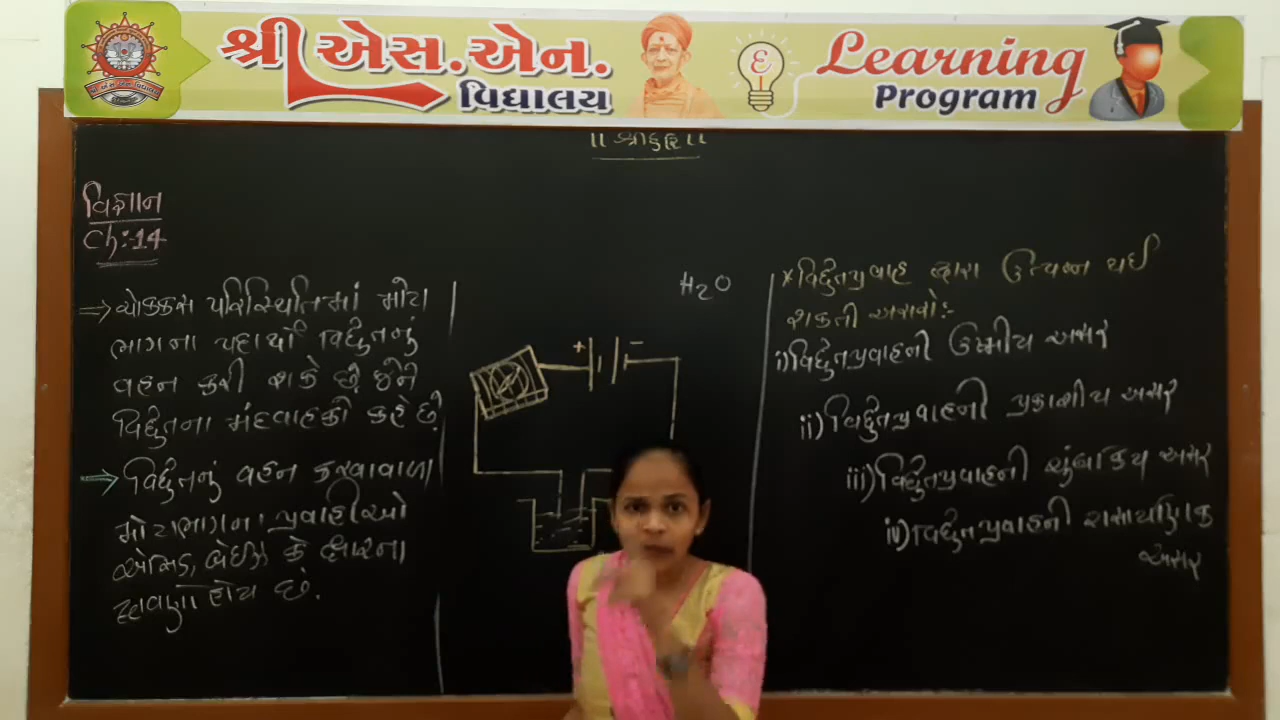 શ્રી એસ. એન.
વિદ્યાલય
Learning
Program
॥ શ્રીહરિ ॥
વિજ્ઞાન
Ch:-14
⇒ ચોક્કસ પરિસ્થિતિમાં મોટા
ભાગના પદાર્થો વિદ્યુતનું
વહન કરી શકે છે, જેને
વિદ્યુતના મંદવાહકો કહે છે.
⇒ વિદ્યુતનું વહન કરવાવાળા
મોટાભાગના પ્રવાહીઓ
એસિડ, બેઈઝ કે ક્ષારના
દ્રાવણો હોય છે.
+ -
H2O
*વિદ્યુતપ્રવાહ દ્વારા ઉત્પન્ન થઈ
શકતી અસરો:-
i) વિદ્યુતપ્રવાહની ઉષ્મીય અસર
ii) વિદ્યુતપ્રવાહની પ્રકાશીય અસર
iii) વિદ્યુતપ્રવાહની ચુંબકિય અસર
iv) વિદ્યુતપ્રવાહની રાસાયણિક
અસર